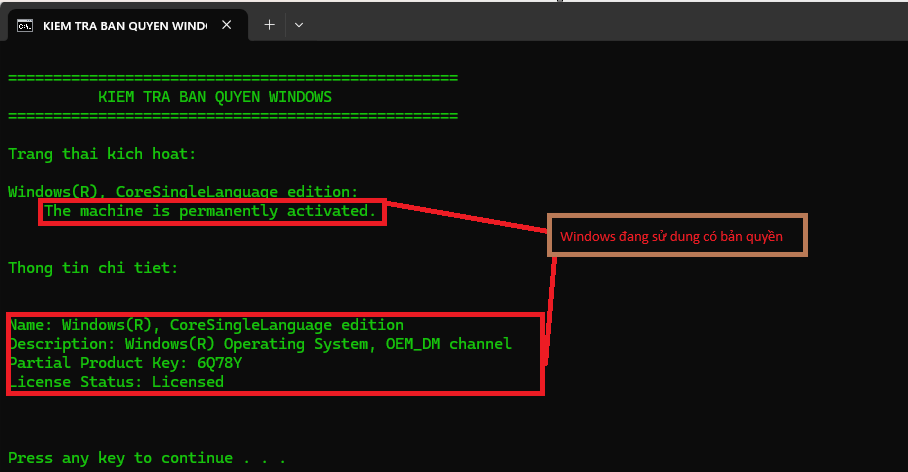 KIEM TRA BAN QUYEN WIND
==================================================
KIEM TRA BAN QUYEN WINDOWS
==================================================
Trang thai kich hoat:
Windows(R), CoreSingleLanguage edition:
The machine is permanently activated.
Windows đang sử dung có bản quyền
Thong tin chi tiet:
Name: Windows(R), CoreSingleLanguage edition
Description: Windows(R) Operating System, OEM_DM channel
Partial Product Key: 6Q78Y
License Status: Licensed
Press any key to continue . . .